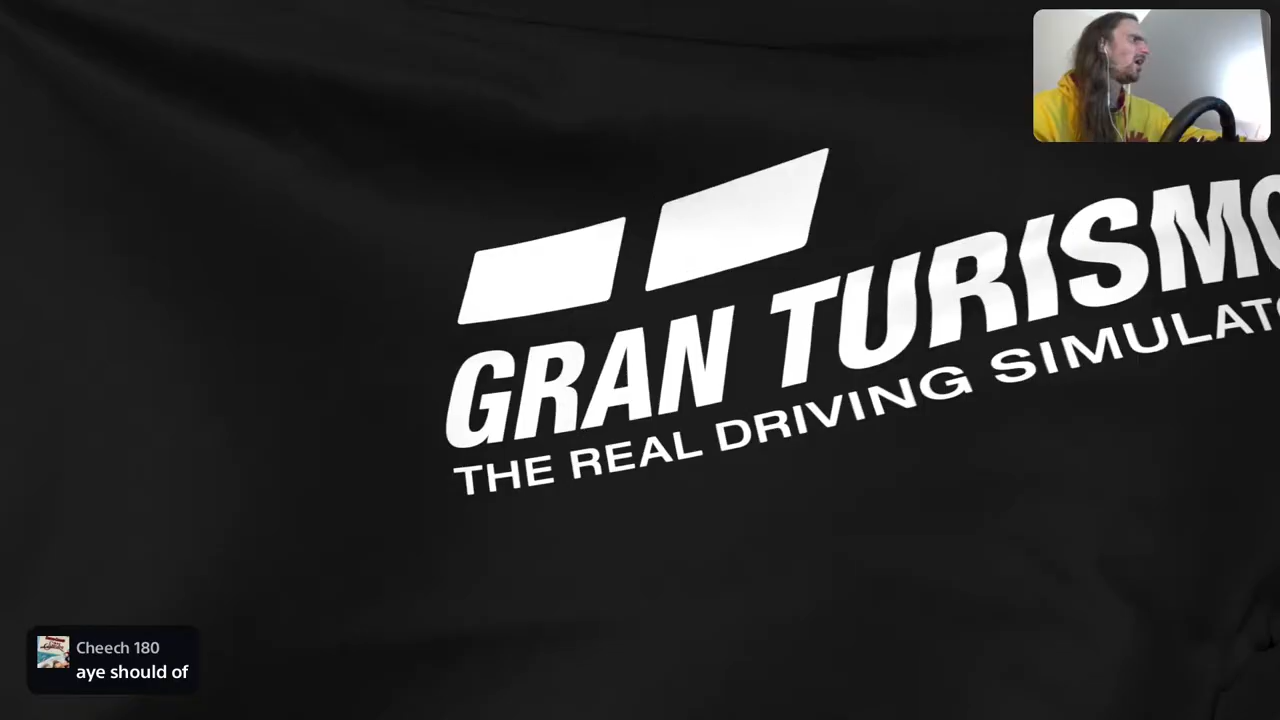 GRAN TURISMO
THE REAL DRIVING SIMULATO
Cheech 180
aye should of